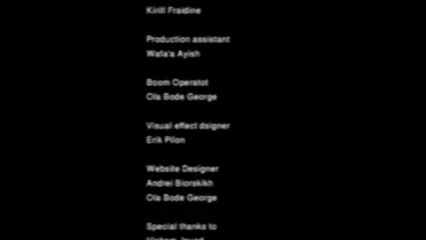 Kirill Fraidine
Production assistant
Wafa'a Ayish
Boom Operatot
Ola Bode George
Visual effect dsigner
Erik Pilon
Website Designer
Andrei Biorskikh
Ola Bode George
Special thanks to